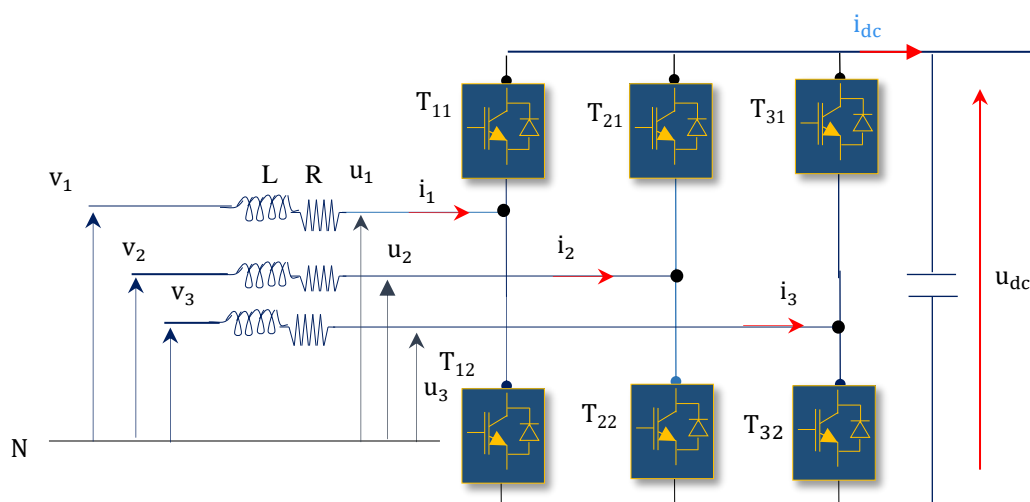 i_dc
T_11
T_21
T_31
L R
v_1
u_1
i_1
v_2
u_2
i_2
v_3
i_3
u_dc
T_12
u_3
T_22
T_32
N